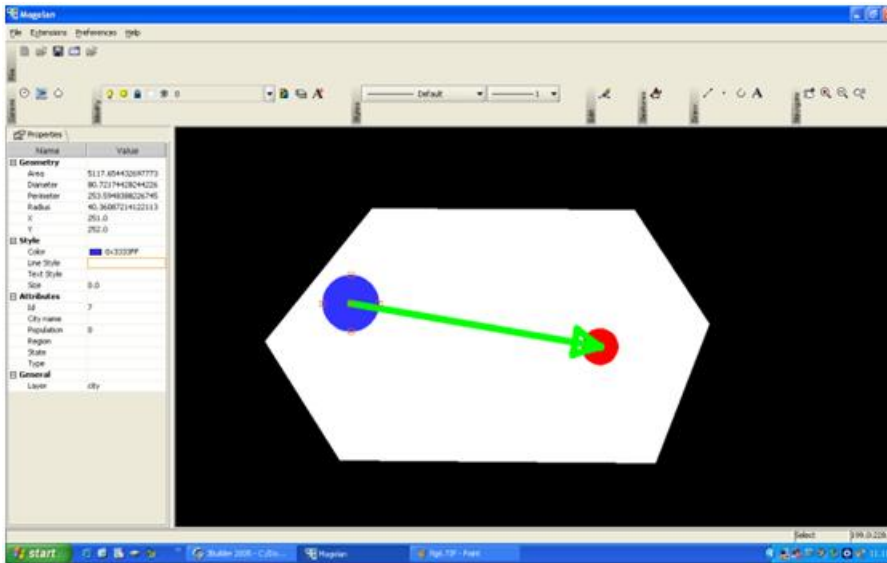 Magelan
File Extensions Preferences Help
0
Default
1
Properties
Name Value
Geometry
Area 5117.654432697773
Diameter 80.72174428244226
Perimeter
Radius 40.36087214122113
X 251.0
Y 252.0
Style
Color 0x3333FF
Line Style
Text Style
Size 0.0
Attributes
Id 7
City name
Population 0
Region
State
Type
General
Layer city
Select
start
Magelan